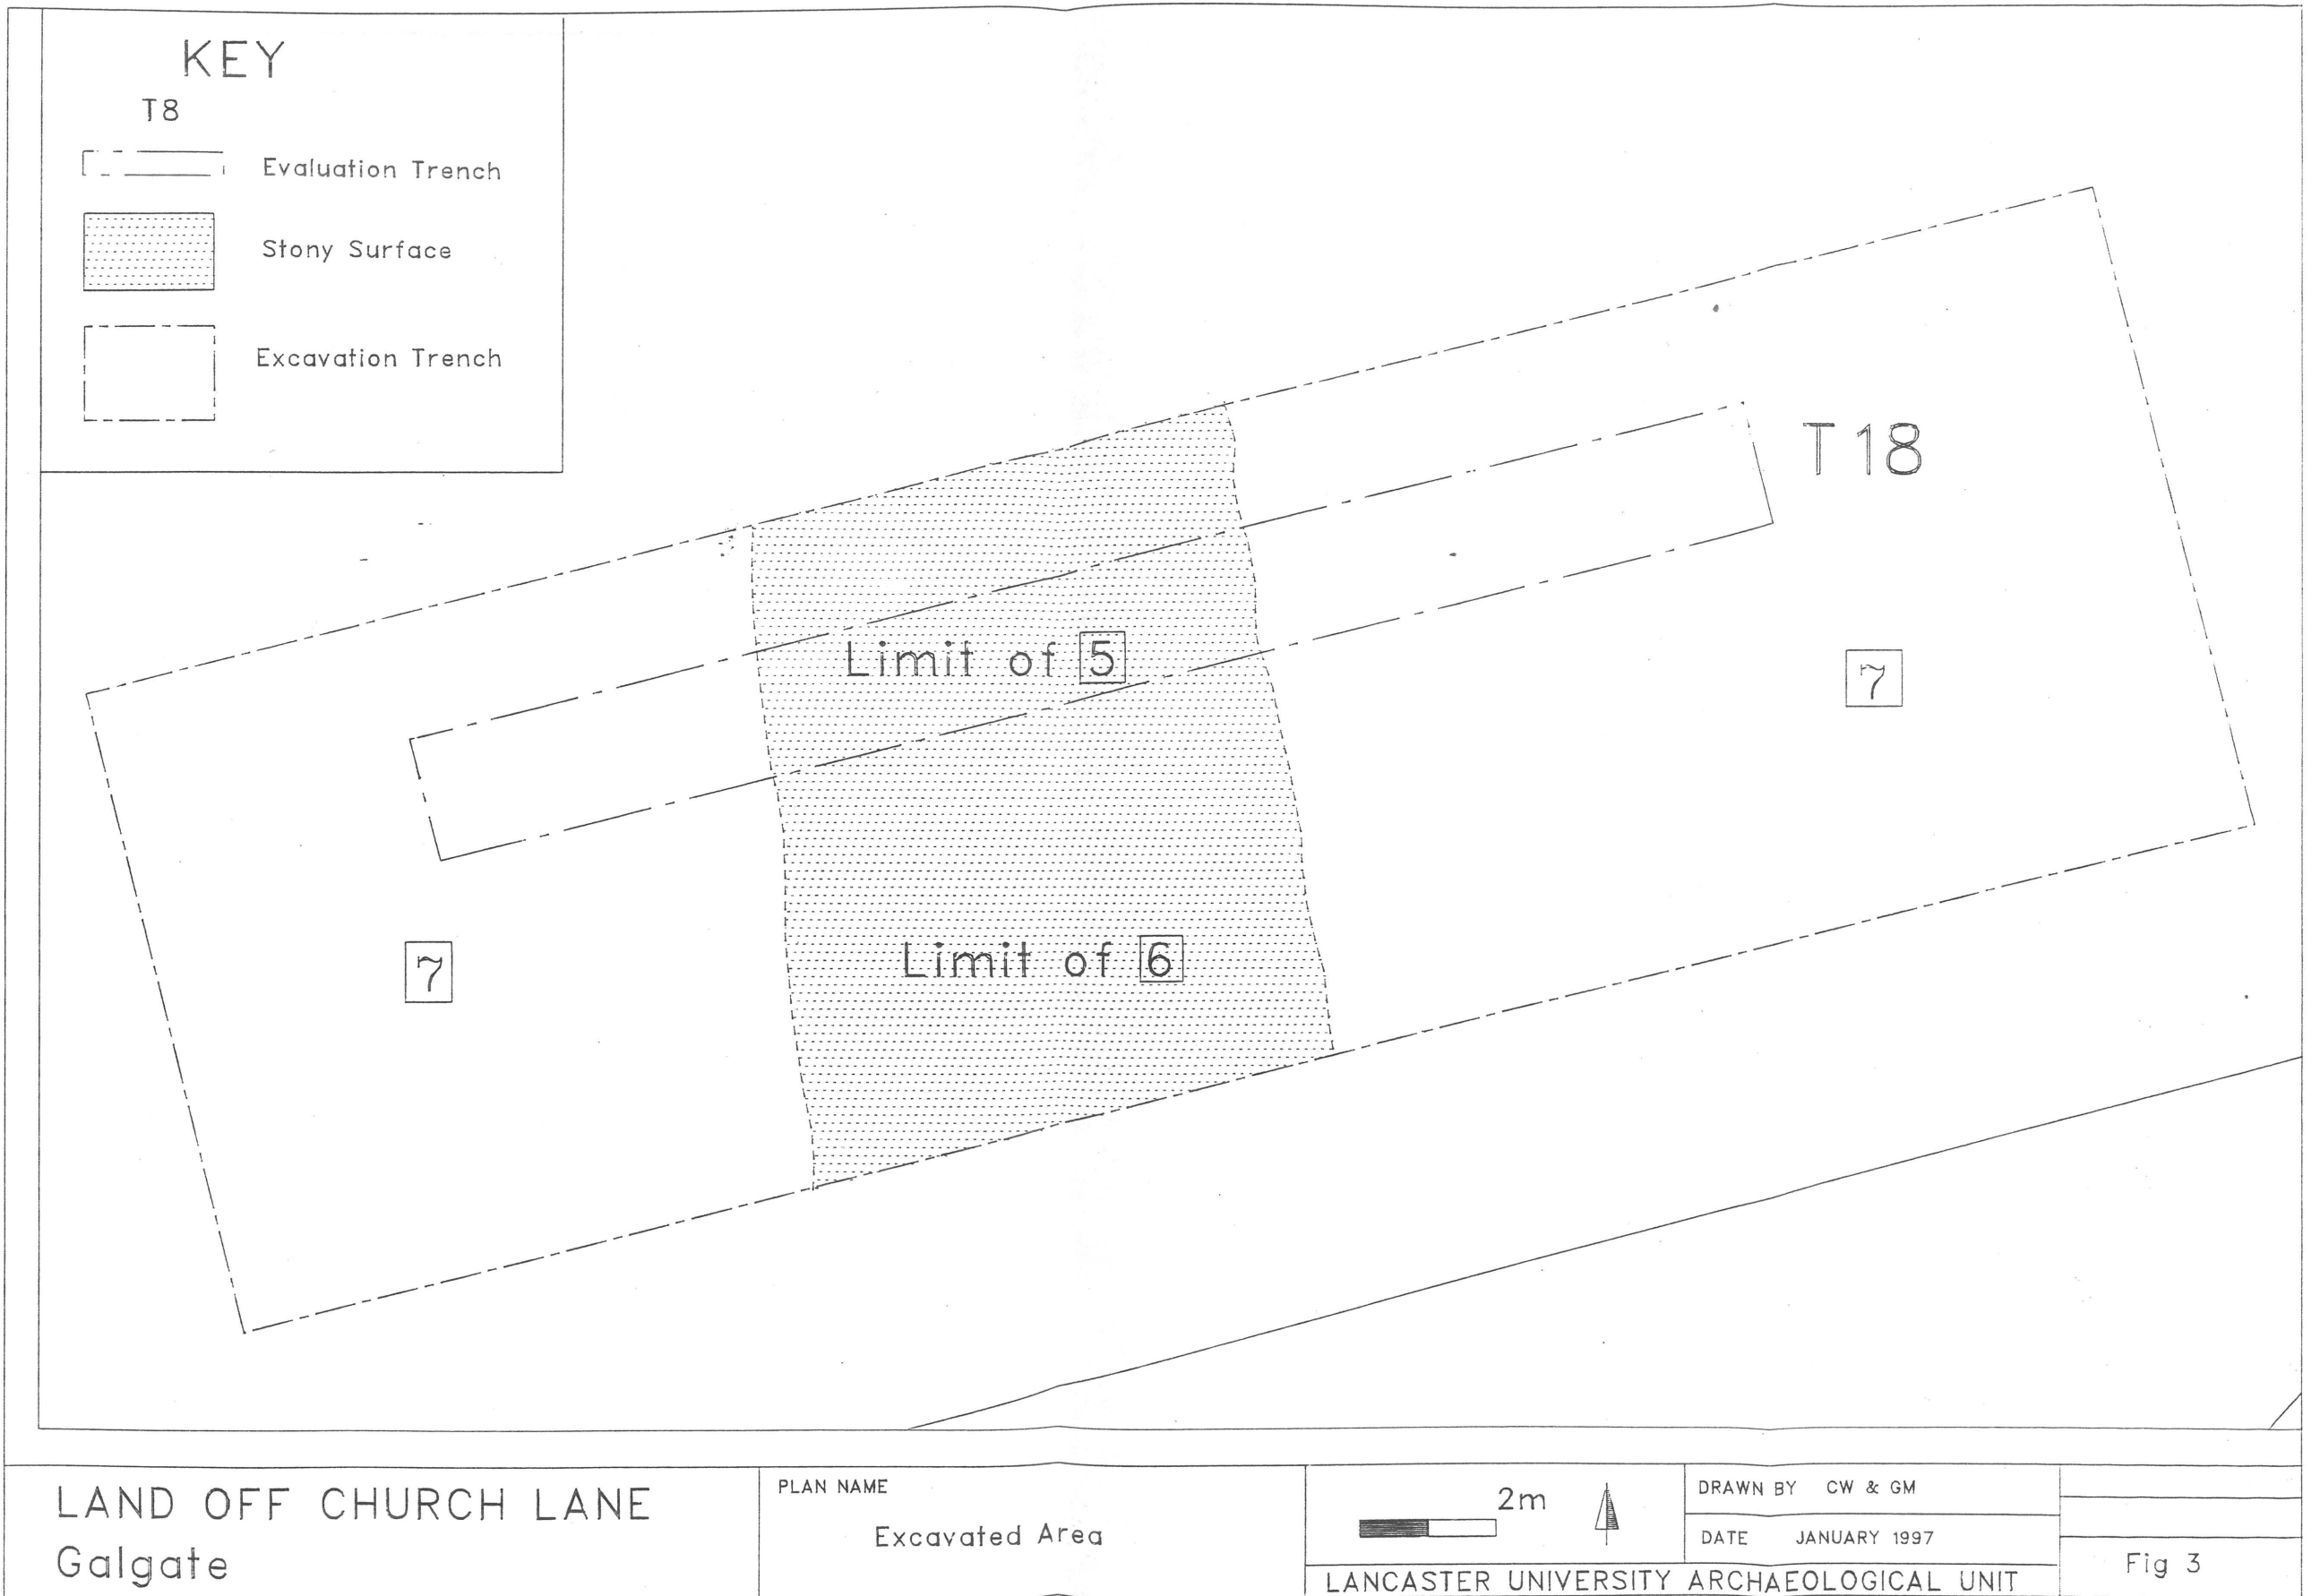 KEY
T8
Evaluation Trench
Stony Surface
Excavation Trench
T18
Limit of 5
7
Limit of 6
7
LAND OFF CHURCH LANE
Galgate
PLAN NAME
Excavated Area
2m
DRAWN BY CW & GM
DATE JANUARY 1997
LANCASTER UNIVERSITY ARCHAEOLOGICAL UNIT
Fig 3